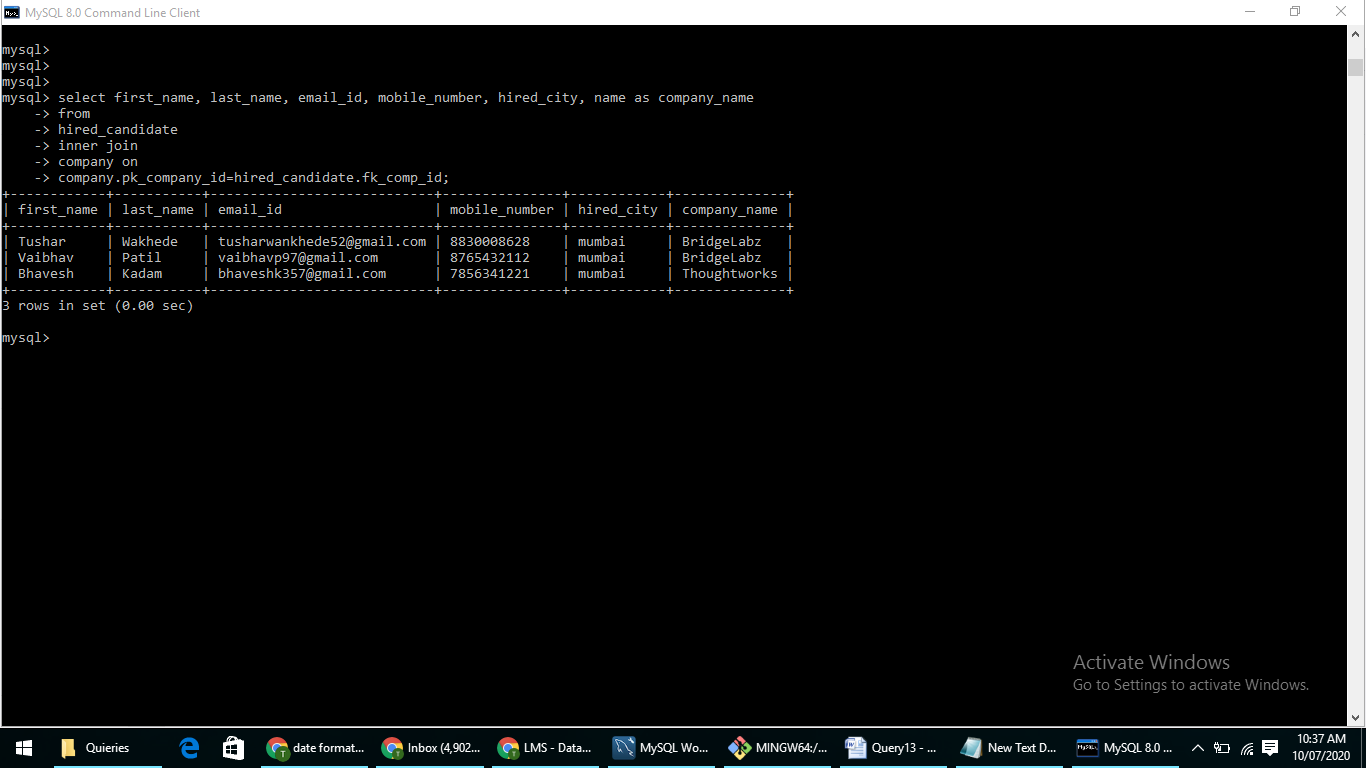 MySQL 8.0 Command Line Client
mysql>
mysql>
mysql>
mysql> select first_name, last_name, email_id, mobile_number, hired_city, name as company_name
    -> from
    -> hired_candidate
    -> inner join
    -> company on
    -> company.pk_company_id=hired_candidate.fk_comp_id;
+------------+-----------+----------------------------+---------------+------------+--------------+
| first_name | last_name | email_id                   | mobile_number | hired_city | company_name |
+------------+-----------+----------------------------+---------------+------------+--------------+
| Tushar     | Wakhede   | tusharwankhede52@gmail.com | 8830008628    | mumbai     | BridgeLabz   |
| Vaibhav    | Patil     | vaibhavp97@gmail.com       | 8765432112    | mumbai     | BridgeLabz   |
| Bhavesh    | Kadam     | bhaveshk357@gmail.com      | 7856341221    | mumbai     | Thoughtworks |
+------------+-----------+----------------------------+---------------+------------+--------------+
3 rows in set (0.00 sec)
mysql>
Activate Windows
Go to Settings to activate Windows.
Quieries
date format...
Inbox (4,902...
LMS - Data...
MySQL Wo...
MINGW64:/...
Query13 - ...
New Text D...
MySQL 8.0 ...
10:37 AM
10/07/2020